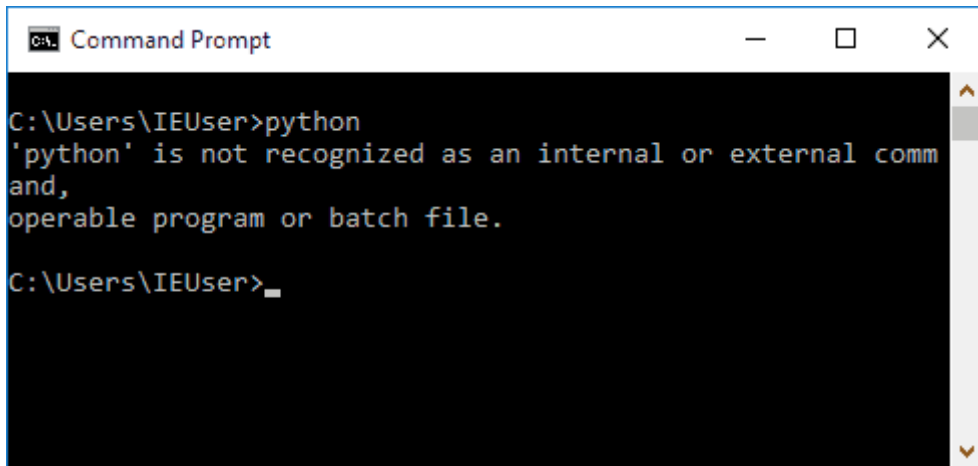 Command Prompt
C:\Users\IEUser>python
'python' is not recognized as an internal or external comm
and,
operable program or batch file.
C:\Users\IEUser>